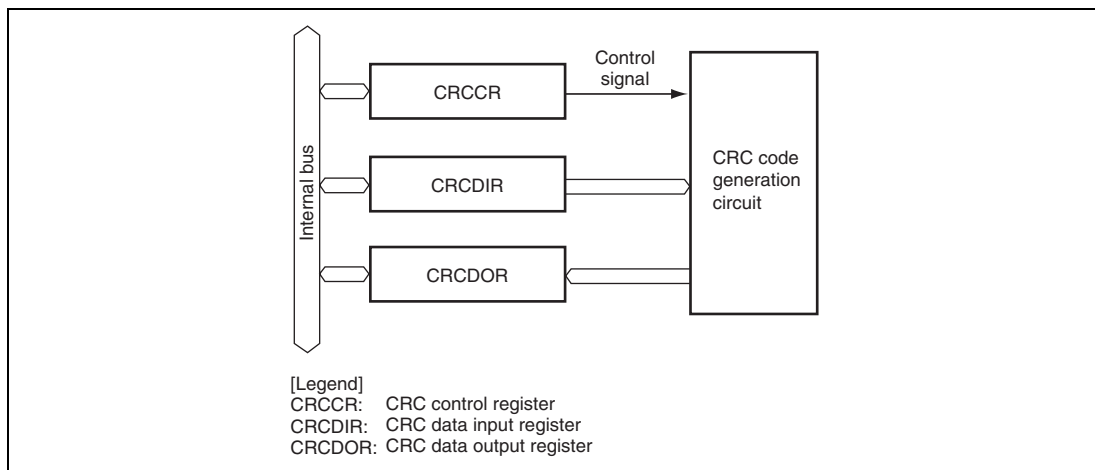 Control
signal
CRCCR
CRCDIR
CRCDOR
Internal bus
CRC code
generation
circuit
[Legend]
CRCCR: CRC control register
CRCDIR: CRC data input register
CRCDOR: CRC data output register